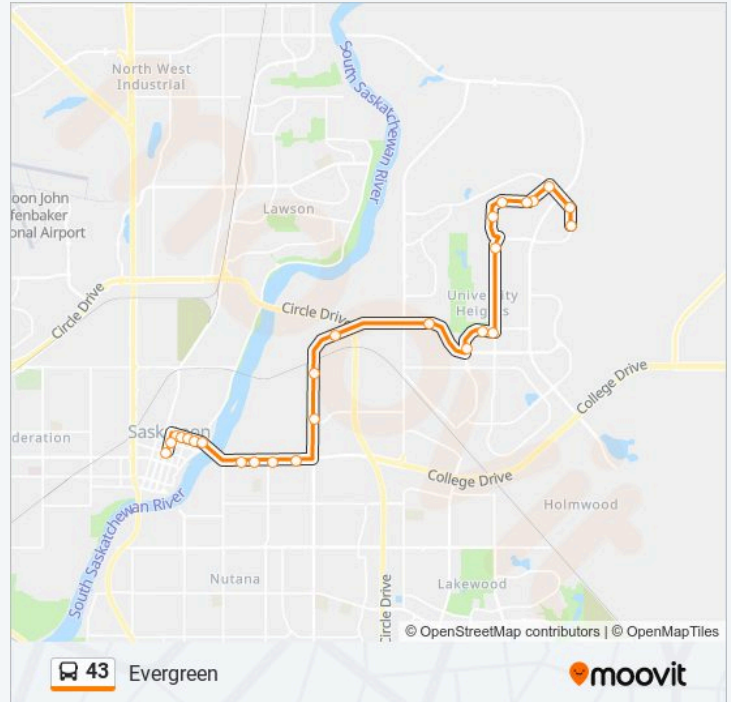 North West
Industrial
South Saskatchewan River
oon John
fenbaker
onal Airport
Lawson
Circle Drive
Circle Drive
University
Heights
College Drive
deration
Saskatoon
College Drive
Holmwood
South Saskatchewan River
Nutana
Circle Drive
Lakewood
© OpenStreetMap contributors | © OpenMapTiles
43 Evergreen
moovit